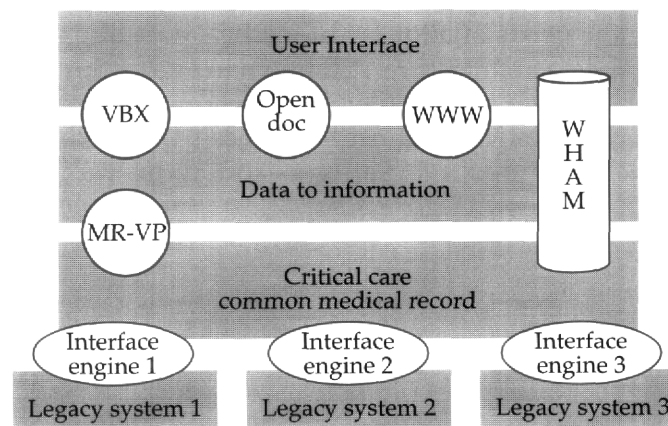 User Interface
VBX
Open
doc
WWW
W
H
A
M
Data to information
MR-VP
Critical care
common medical record
Interface
engine 1
Interface
engine 2
Interface
engine 3
Legacy system 1
Legacy system 2
Legacy system 3